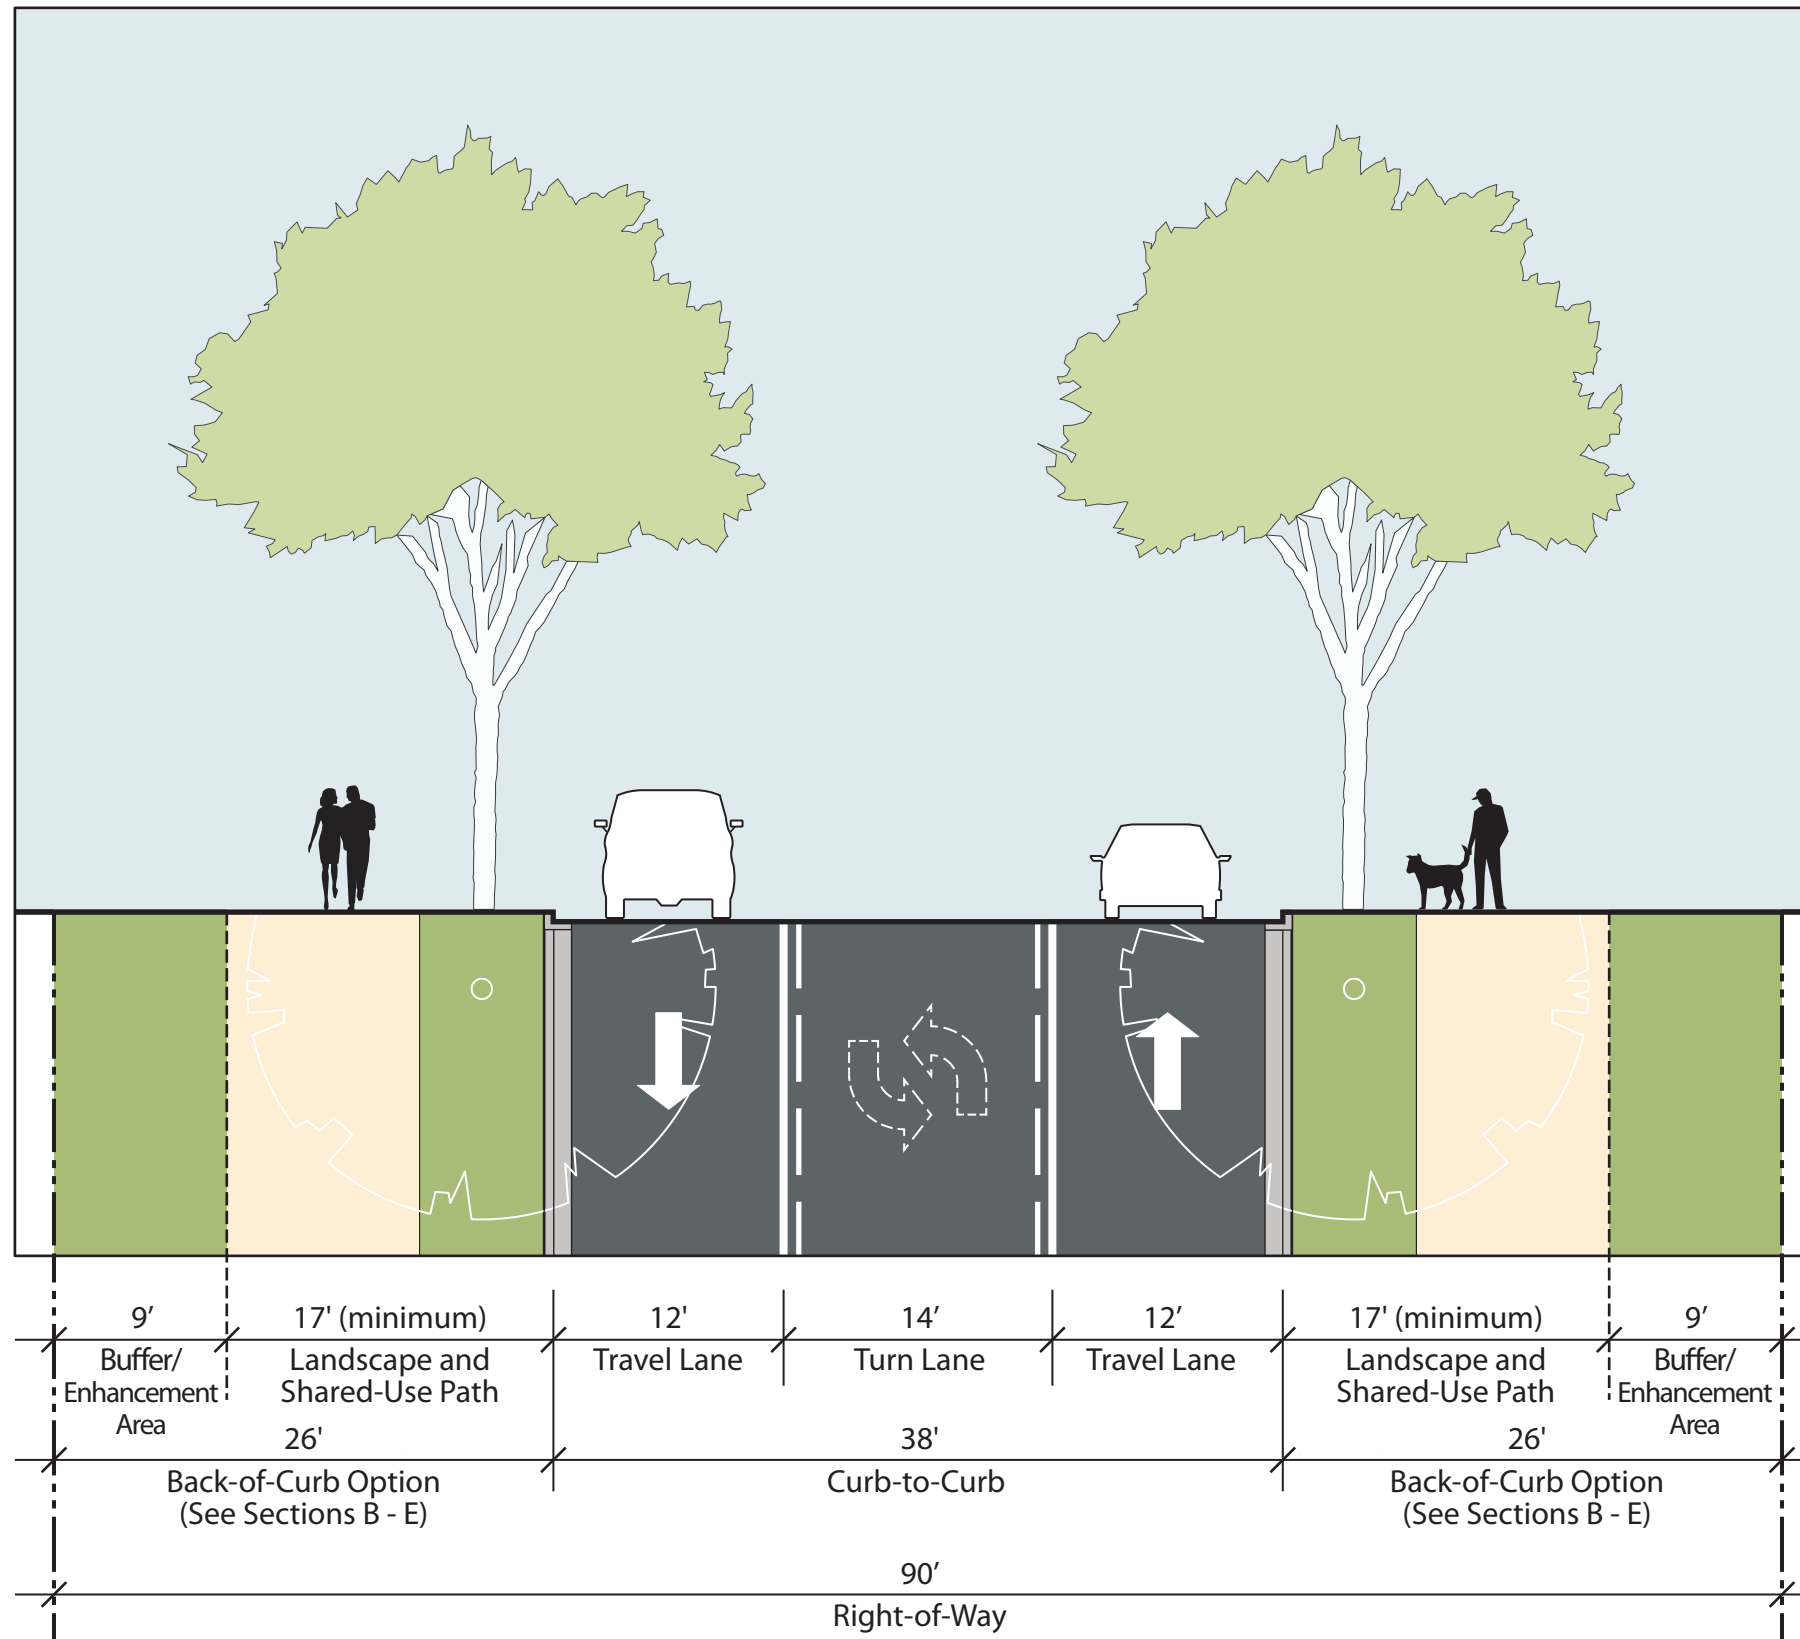 9’
17' (minimum)
12'
14’
12’
17' (minimum)
9’
Buffer/
Enhancement
Area
Landscape and
Shared-Use Path
Travel Lane
Turn Lane
Travel Lane
Landscape and
Shared-Use Path
Buffer/
Enhancement
Area
26'
38'
26'
Back-of-Curb Option
(See Sections B - E)
Curb-to-Curb
Back-of-Curb Option
(See Sections B - E)
90’
Right-of-Way